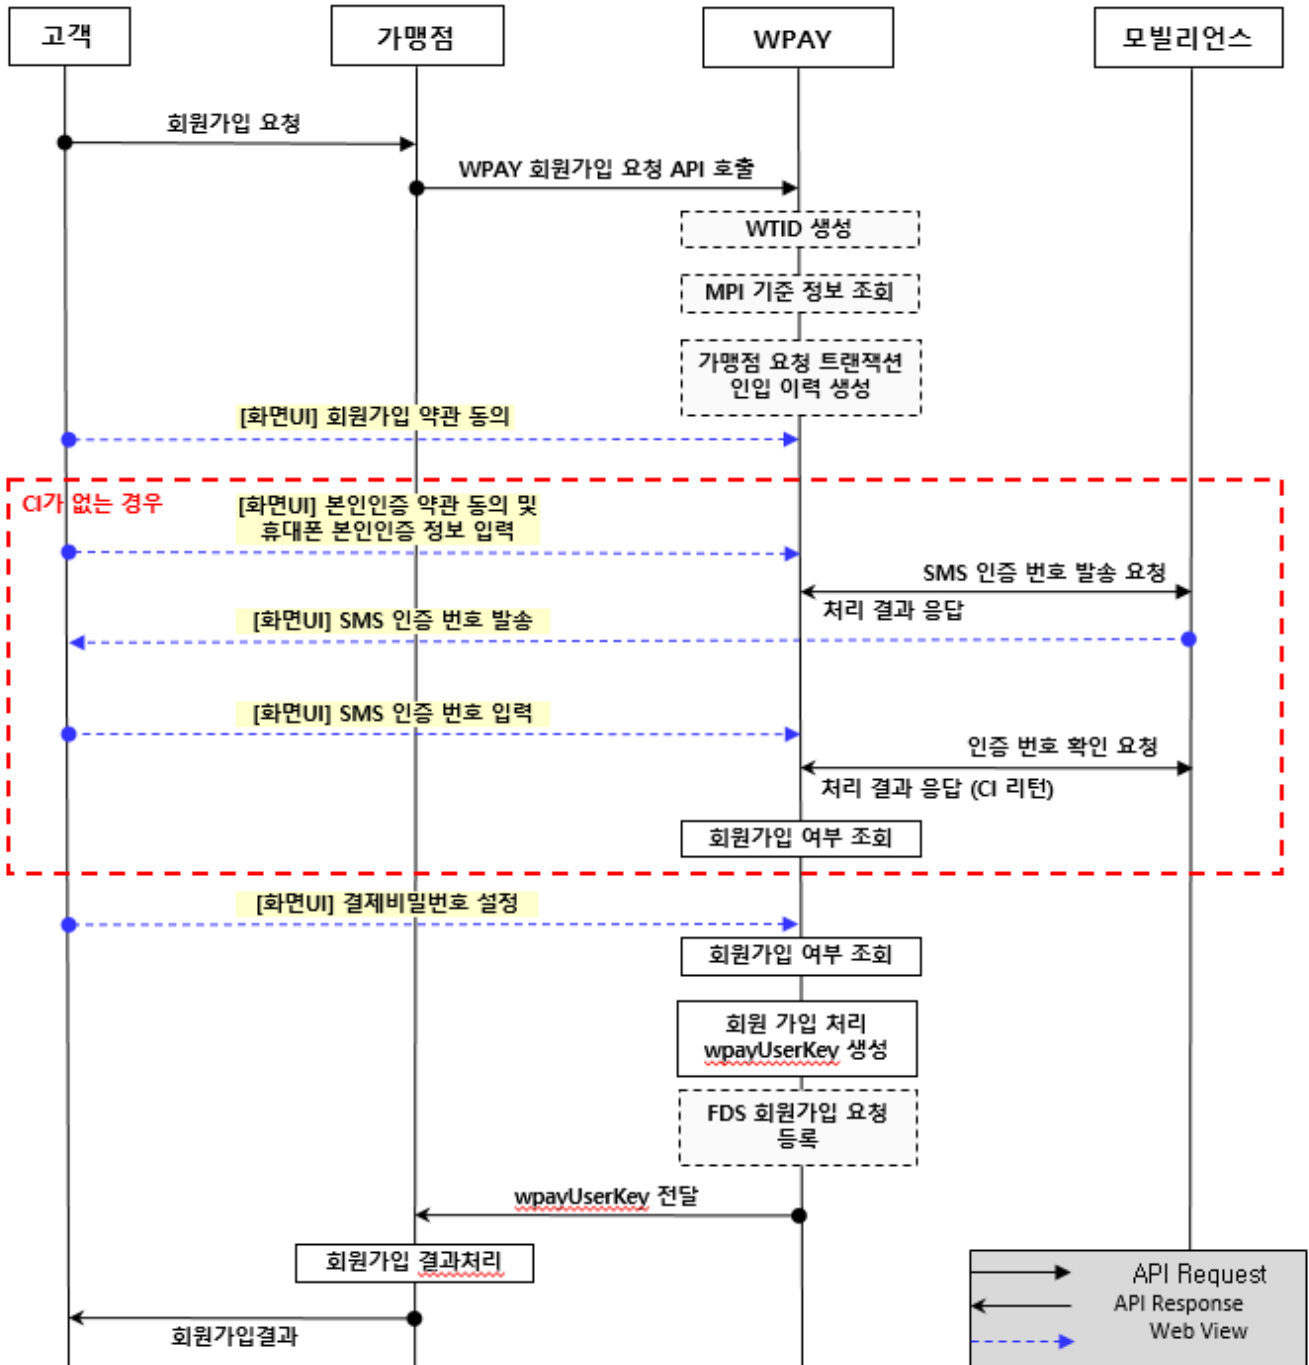 고객
가맹점
WPAY
모빌리언스
회원가입 요청
WPAY 회원가입 요청 API 호출
WTID 생성
MPI 기준 정보 조회
가맹점 요청 트랜잭션
인입 이력 생성
[화면UI] 회원가입 약관 동의
CI가 없는 경우
[화면UI] 본인인증 약관 동의 및
휴대폰 본인인증 정보 입력
SMS 인증 번호 발송 요청
처리 결과 응답
[화면UI] SMS 인증 번호 발송
[화면UI] SMS 인증 번호 입력
인증 번호 확인 요청
처리 결과 응답 (CI 리턴)
회원가입 여부 조회
[화면UI] 결제비밀번호 설정
회원가입 여부 조회
회원 가입 처리
wpayUserKey 생성
FDS 회원가입 요청
등록
wpayUserKey 전달
회원가입 결과처리
회원가입결과
API Request
API Response
Web View